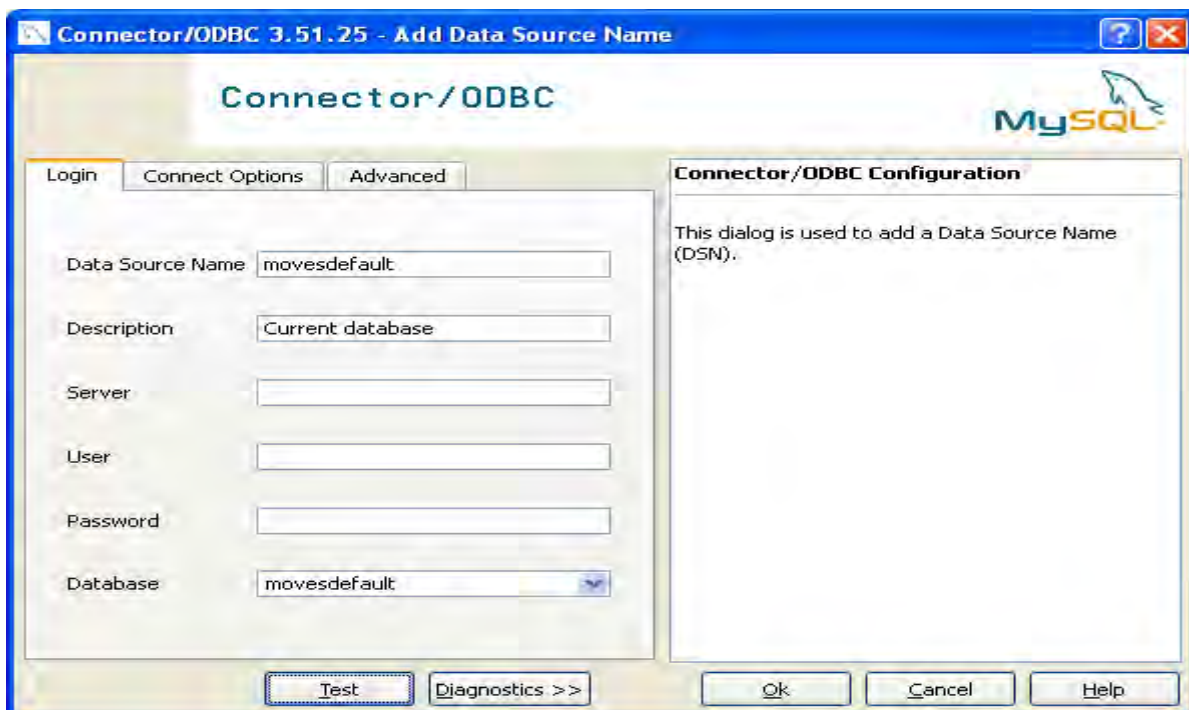 Connector/ODBC 3.51.25 - Add Data Source Name
Connector/ODBC
MySQL
Login
Connect Options
Advanced
Data Source Name movesdefault
Description Current database
Server
User
Password
Database movesdefault
Connector/ODBC Configuration
This dialog is used to add a Data Source Name
(DSN).
Test
Diagnostics >>
Ok
Cancel
Help